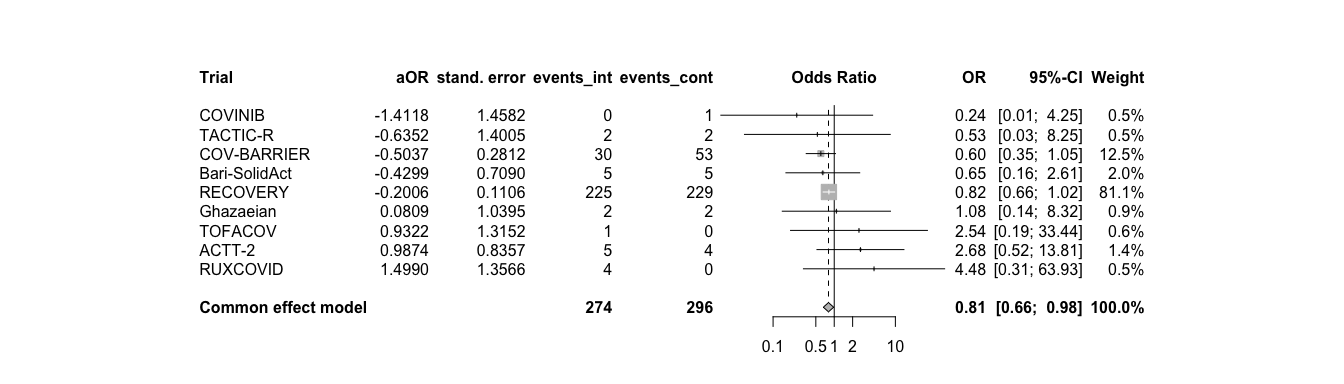 Trial aOR stand. error events_int events_cont Odds Ratio OR 95%-CI Weight
COVINIB -1.4118 1.4582 0 1 0.24 [0.01; 4.25] 0.5%
TACTIC-R -0.6352 1.4005 2 2 0.53 [0.03; 8.25] 0.5%
COV-BARRIER -0.5037 0.2812 30 53 0.60 [0.35; 1.05] 12.5%
Bari-SolidAct -0.4299 0.7090 5 5 0.65 [0.16; 2.61] 2.0%
RECOVERY -0.2006 0.1106 225 229 0.82 [0.66; 1.02] 81.1%
Ghazaeian 0.0809 1.0395 2 2 1.08 [0.14; 8.32] 0.9%
TOFACOV 0.9322 1.3152 1 0 2.54 [0.19; 33.44] 0.6%
ACTT-2 0.9874 0.8357 5 4 2.68 [0.52; 13.81] 1.4%
RUXCOVID 1.4990 1.3566 4 0 4.48 [0.31; 63.93] 0.5%
Common effect model 274 296 0.81 [0.66; 0.98] 100.0%
0.1 0.5 1 2 10